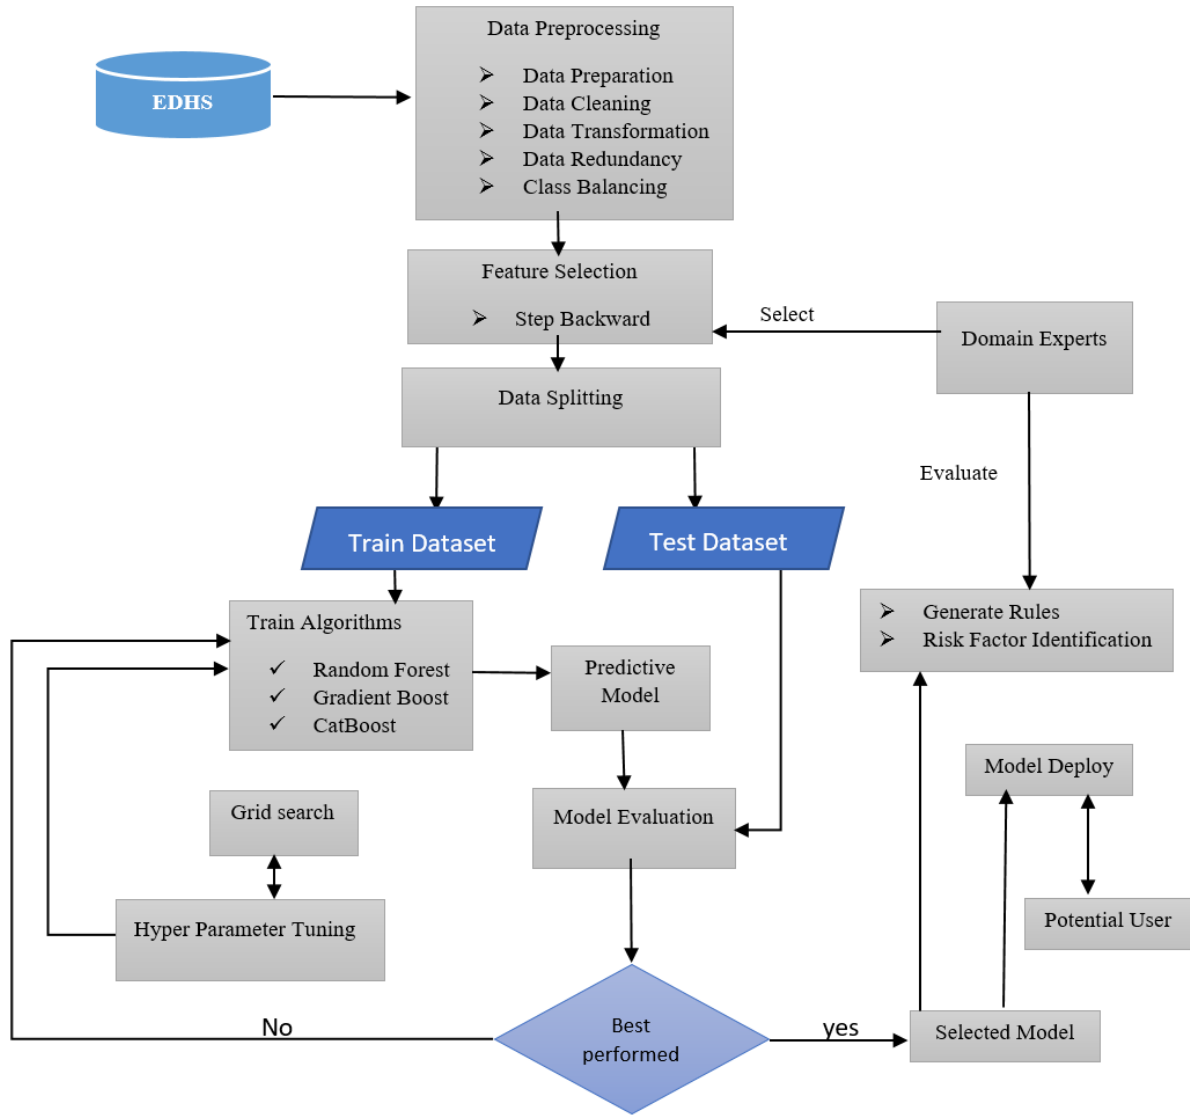 Data Preprocessing
EDHS
Data Preparation
Data Cleaning
Data Transformation
Data Redundancy
Class Balancing
Feature Selection
Step Backward
Select
Domain Experts
Data Splitting
Evaluate
Train Dataset
Test Dataset
Generate Rules
Risk Factor Identification
Train Algorithms
Random Forest
Gradient Boost
CatBoost
Predictive
Model
Model Deploy
Grid search
Model Evaluation
Hyper Parameter Tuning
Potential User
No
Best
performed
yes
Selected Model